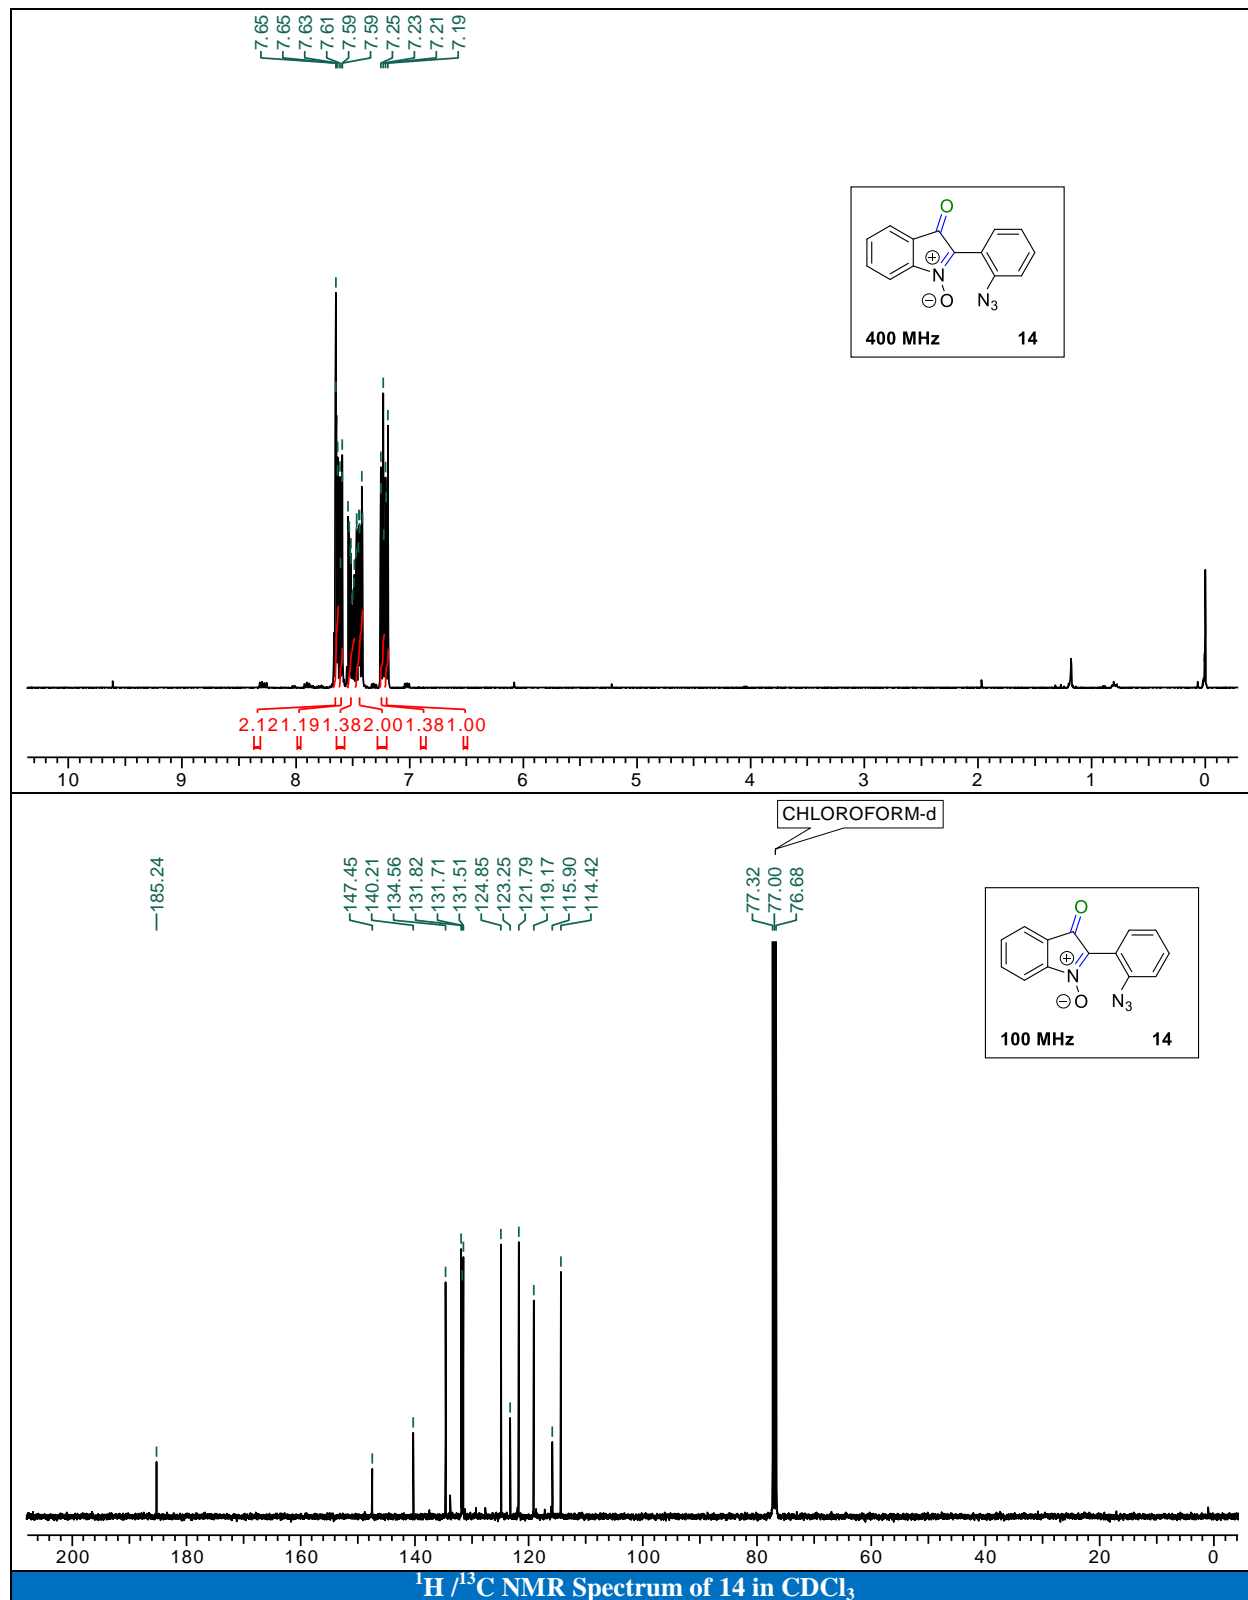 7.65 7.65 7.63 7.61 7.59 7.59 7.25 7.23 7.21 7.19
O
N
O
N3
400 MHz 14
2.12 1.19 1.38 2.00 1.38 1.00
10 9 8 7 6 5 4 3 2 1 0
CHLOROFORM-d
185.24 147.45 140.21 134.56 131.82 131.71 131.51 124.85 123.25 121.79 119.17 115.90 114.42 77.32 77.00 76.68
O
N
O
N3
100 MHz 14
200 180 160 140 120 100 80 60 40 20 0
1H /13C NMR Spectrum of 14 in CDCl3